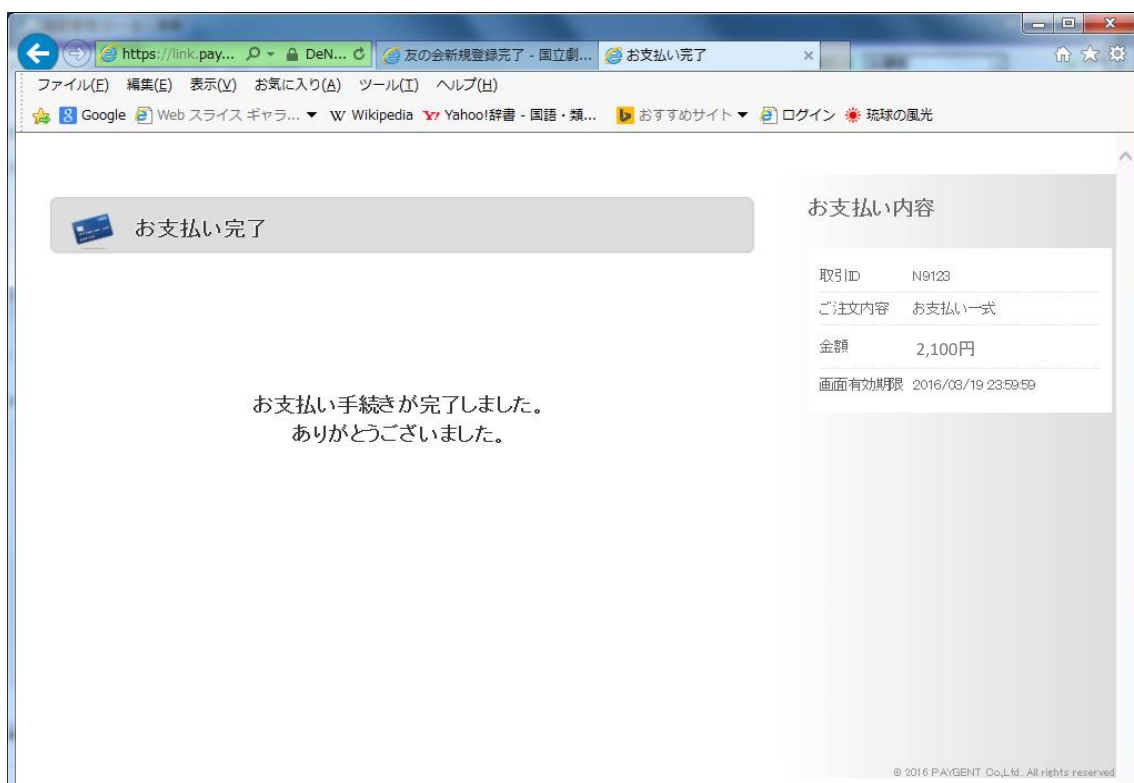 https://link.pay... DeN... 友の会新規登録完了 - 国立劇... お支払い完了
ファイル(F) 編集(E) 表示(V) お気に入り(A) ツール(T) ヘルプ(H)
Google Web スライス ギャラ... W Wikipedia Y7 Yahoo!辞書 - 国語・類... おすすめサイト ログイン 琉球の風光
お支払い完了
お支払い手続きが完了しました。
ありがとうございました。
お支払い内容
取引ID N9123
ご注文内容 お支払い一式
金額 2,100円
画面有効期限 2016/03/19 23:59:59
© 2016 PAYGENT Co.,Ltd. All rights reserved